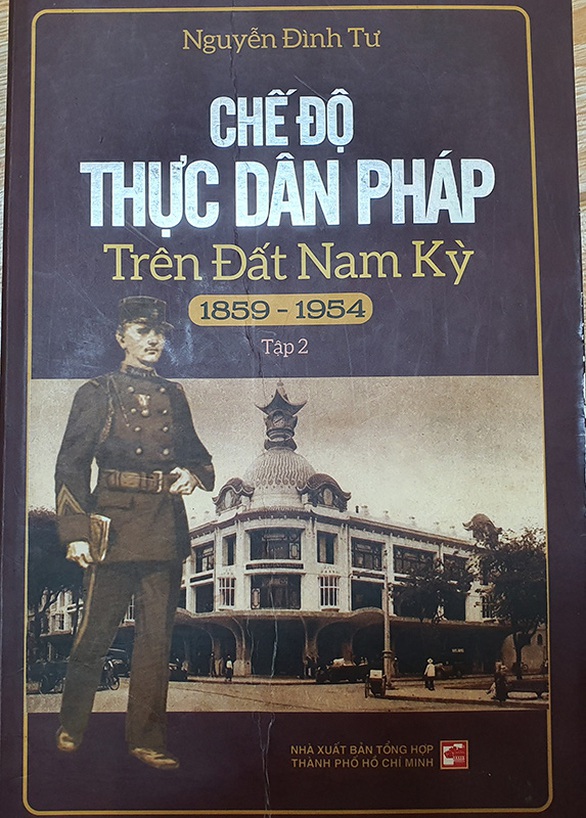 Nguyễn Đình Tư
CHẾ ĐỘ
THỰC DÂN PHÁP
Trên Đất Nam Kỳ
1859 - 1954
Tập 2
NHÀ XUẤT BẢN TỔNG HỢP
THÀNH PHỐ HỒ CHÍ MINH